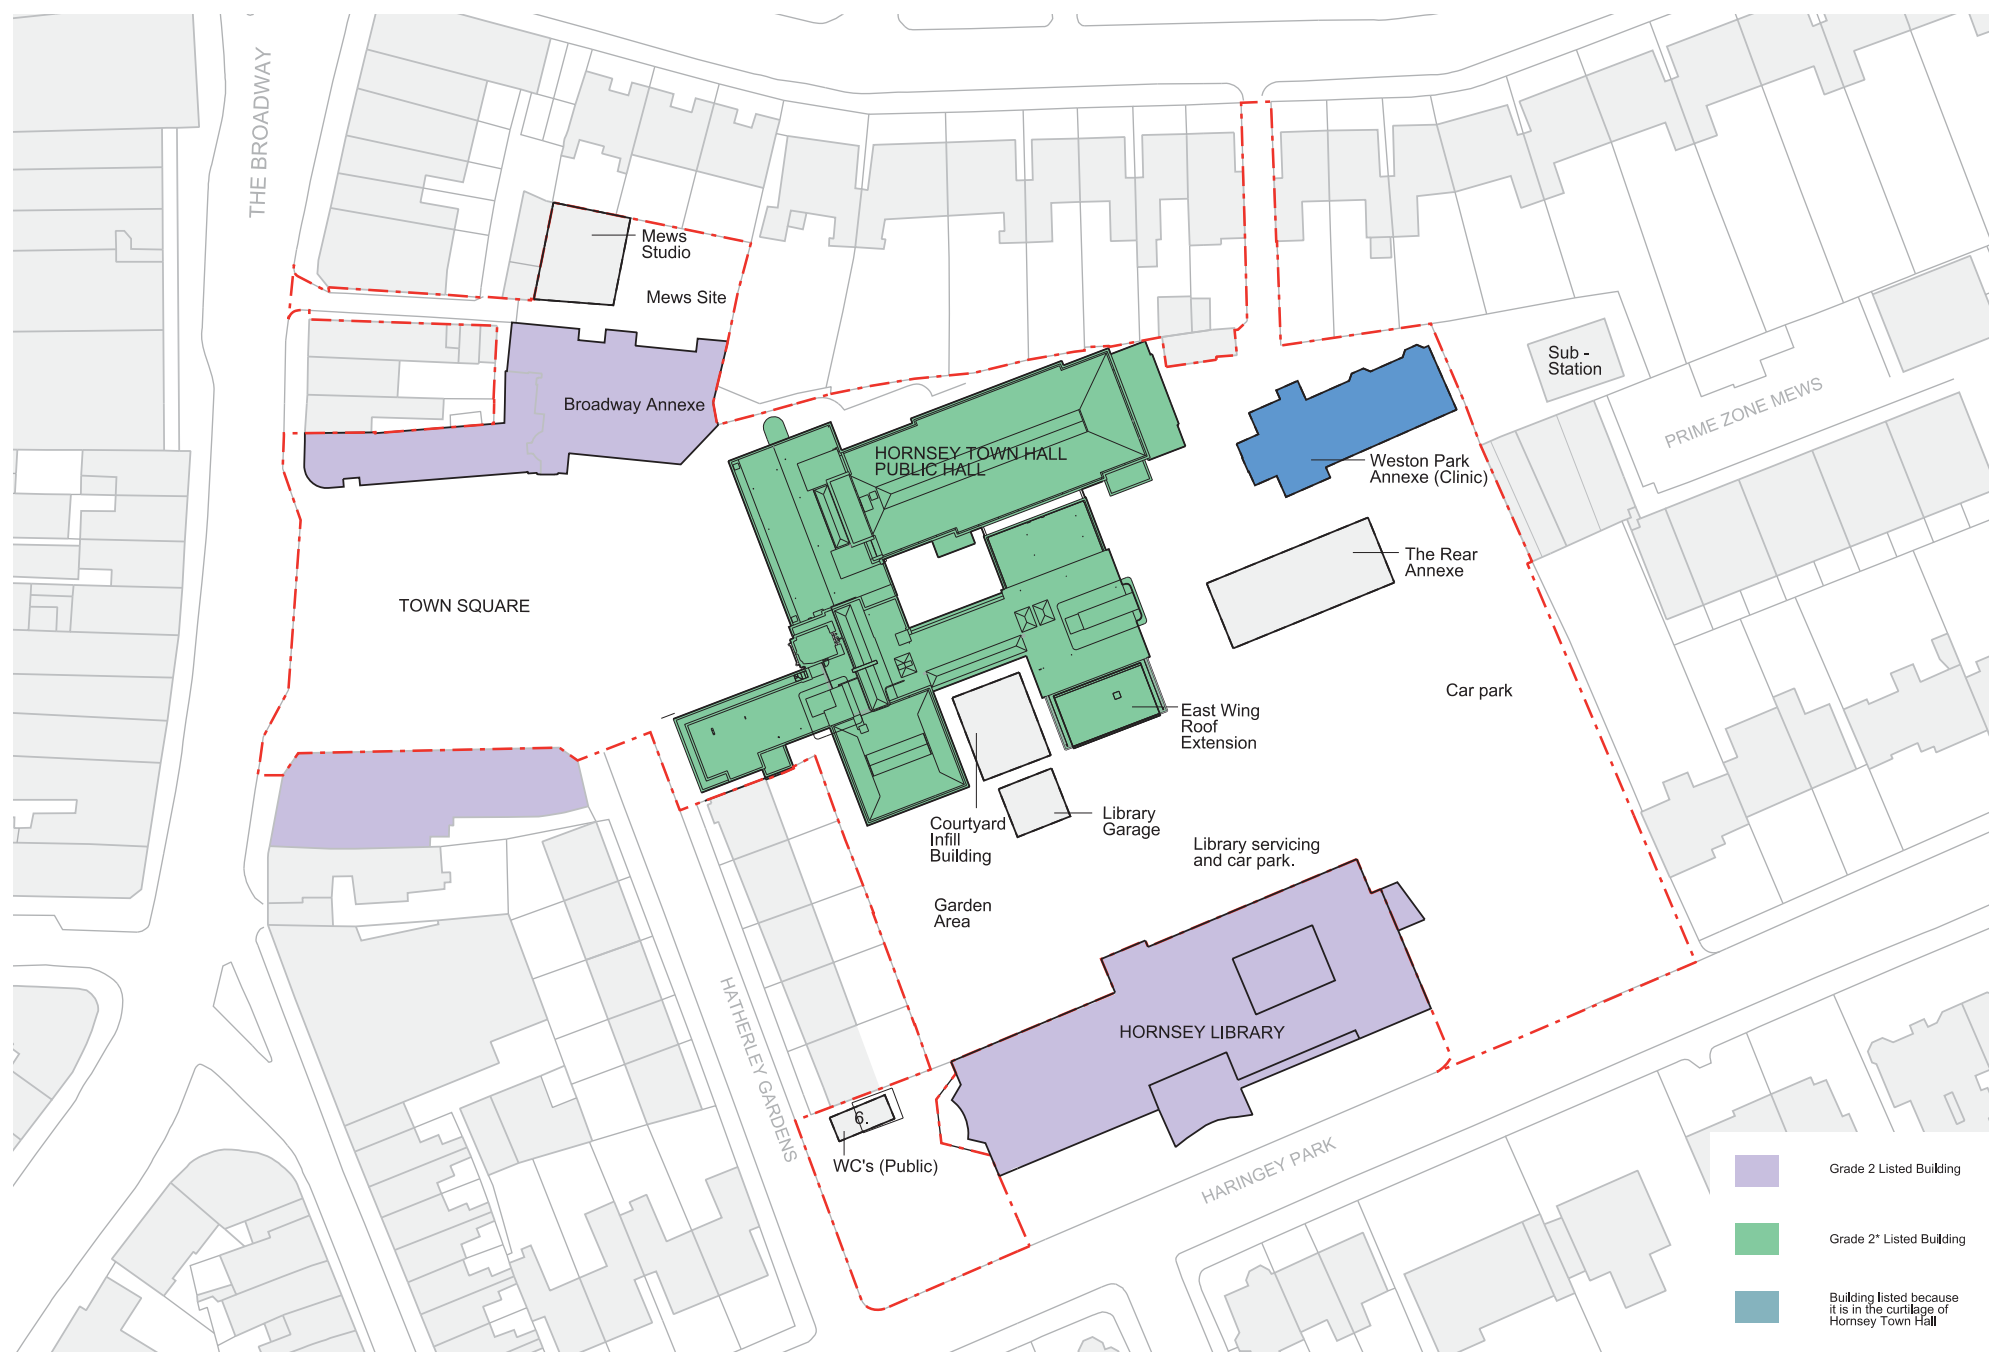 THE BROADWAY
Mews
Studio
Mews Site
Broadway Annexe
HORNSEY TOWN HALL
PUBLIC HALL
Sub -
Station
PRIME ZONE MEWS
Weston Park
Annexe (Clinic)
The Rear
Annexe
TOWN SQUARE
Car park
East Wing
Roof
Extension
Courtyard
Infill
Building
Library
Garage
Library servicing
and car park.
Garden
Area
HATHERLEY GARDENS
HORNSEY LIBRARY
6.
WC's (Public)
HARINGEY PARK
Grade 2 Listed Building
Grade 2* Listed Building
Building listed because
it is in the curtilage of
Hornsey Town Hall